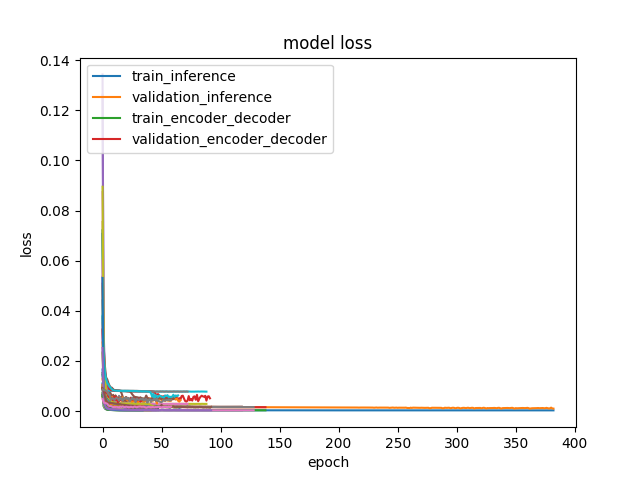 model loss
0.14
0.12
0.10
0.08
0.06
0.04
0.02
0.00
loss
train_inference
validation_inference
train_encoder_decoder
validation_encoder_decoder
0 50 100 150 200 250 300 350 400
epoch